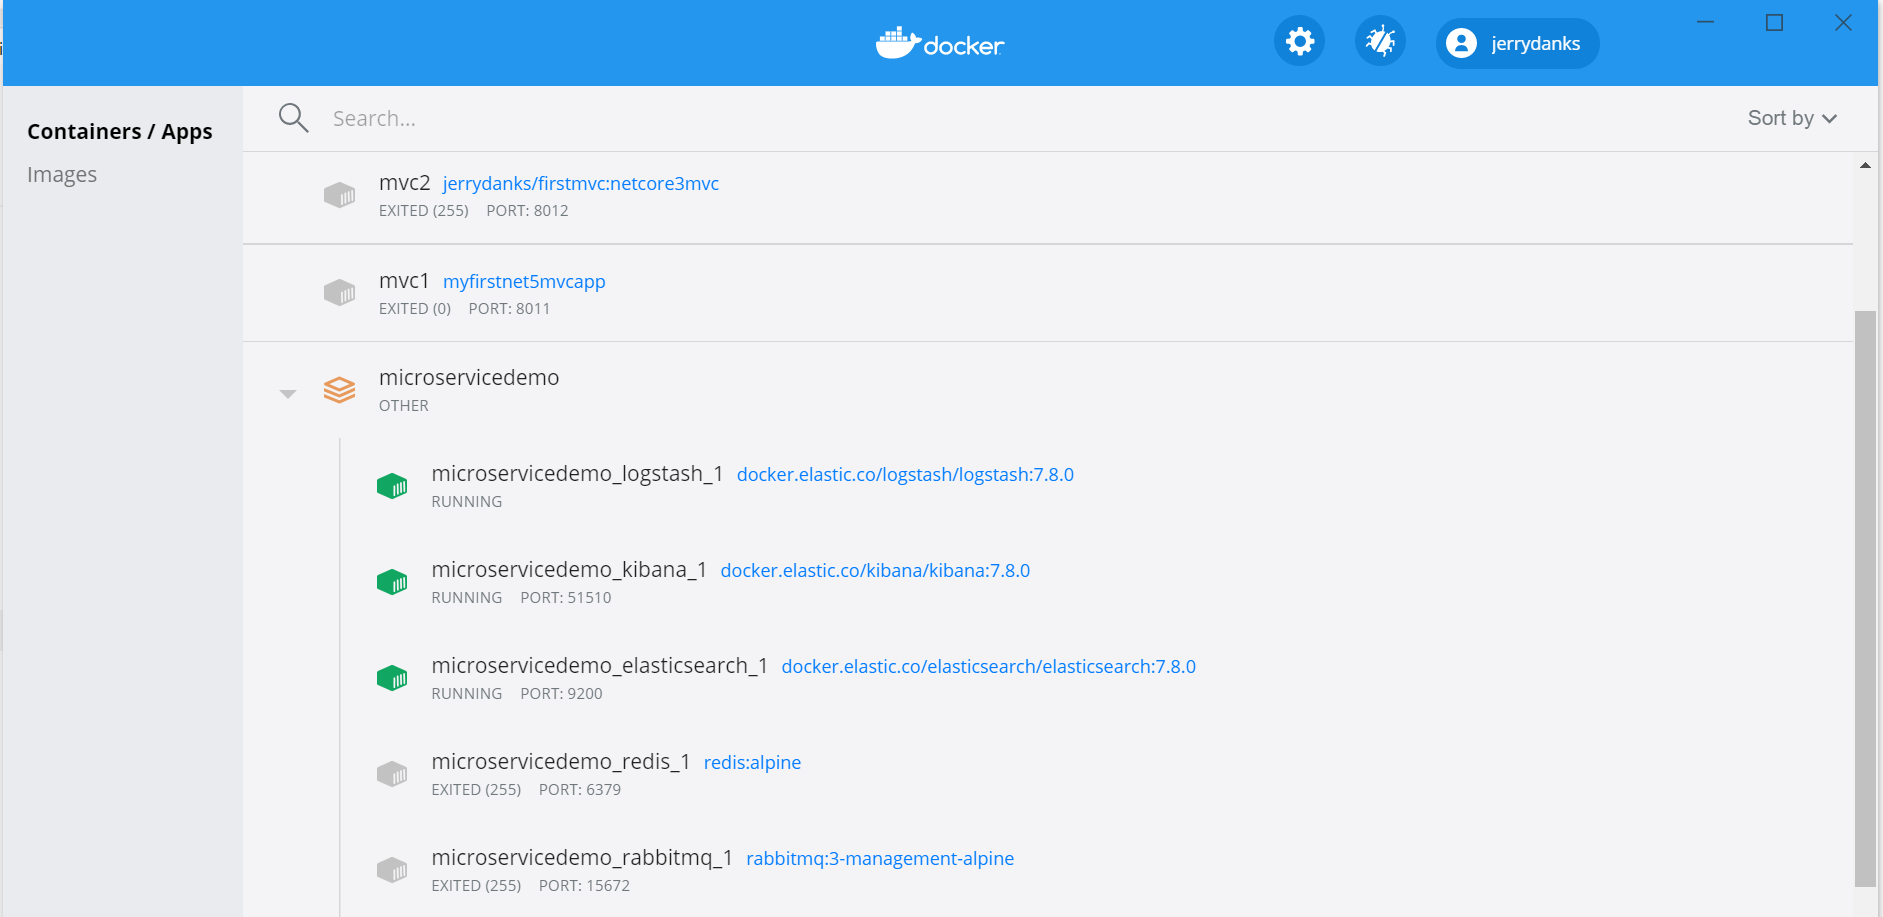 docker
jerrydanks
Containers / Apps
Images
Search...
Sort by
mvc2 jerrydanks/firstmvc:netcore3mvc
EXITED (255) PORT: 8012
mvc1 myfirstnet5mvcapp
EXITED (0) PORT: 8011
microservicedemo
OTHER
microservicedemo_logstash_1 docker.elastic.co/logstash/logstash:7.8.0
RUNNING
microservicedemo_kibana_1 docker.elastic.co/kibana/kibana:7.8.0
RUNNING PORT: 51510
microservicedemo_elasticsearch_1 docker.elastic.co/elasticsearch/elasticsearch:7.8.0
RUNNING PORT: 9200
microservicedemo_redis_1 redis:alpine
EXITED (255) PORT: 6379
microservicedemo_rabbitmq_1 rabbitmq:3-management-alpine
EXITED (255) PORT: 15672